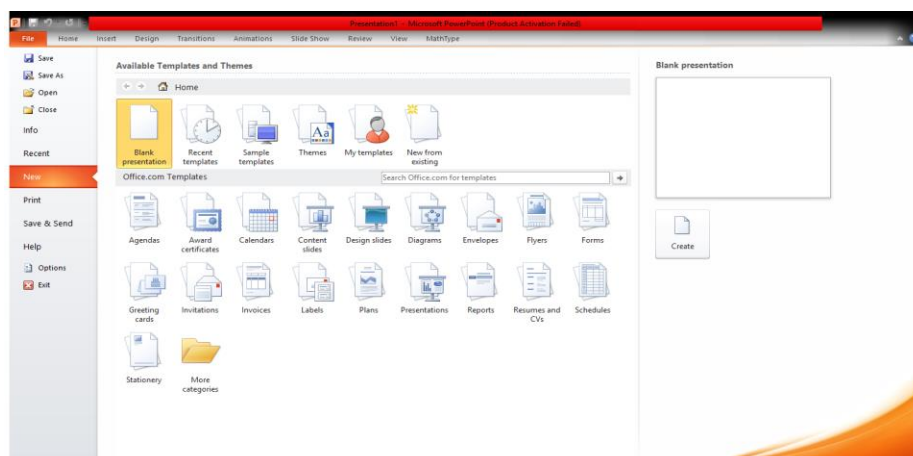 P
Presentation1 - Microsoft PowerPoint (Product Activation Failed)
File Home Insert Design Transitions Animations Slide Show Review View MathType
Save
Save As
Open
Close
Info
Recent
New
Print
Save & Send
Help
Options
Exit
Available Templates and Themes
Home
Blank presentation
Recent templates
Sample templates
Aa
Themes
My templates
New from existing
Office.com Templates
Search Office.com for templates
Agendas
Award certificates
Calendars
Content slides
Design slides
Diagrams
Envelopes
Flyers
Forms
Greeting cards
Invitations
Invoices
Labels
Plans
Presentations
Reports
Resumes and CVs
Schedules
Stationery
More categories
Blank presentation
Create